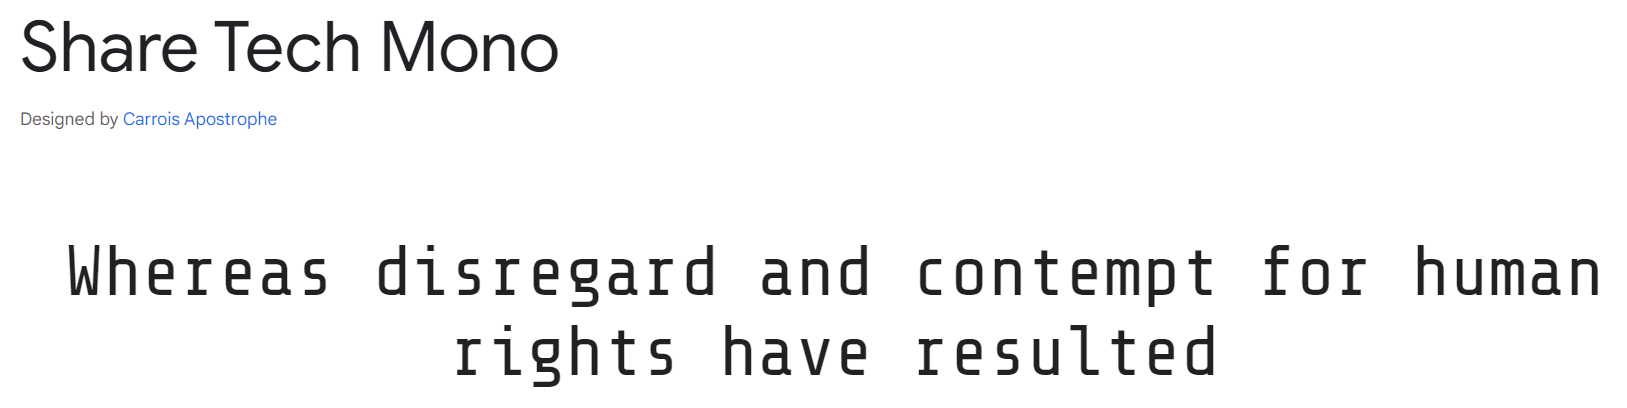 Share Tech Mono
Designed by Carrois Apostrophe
Whereas disregard and contempt for human
rights have resulted